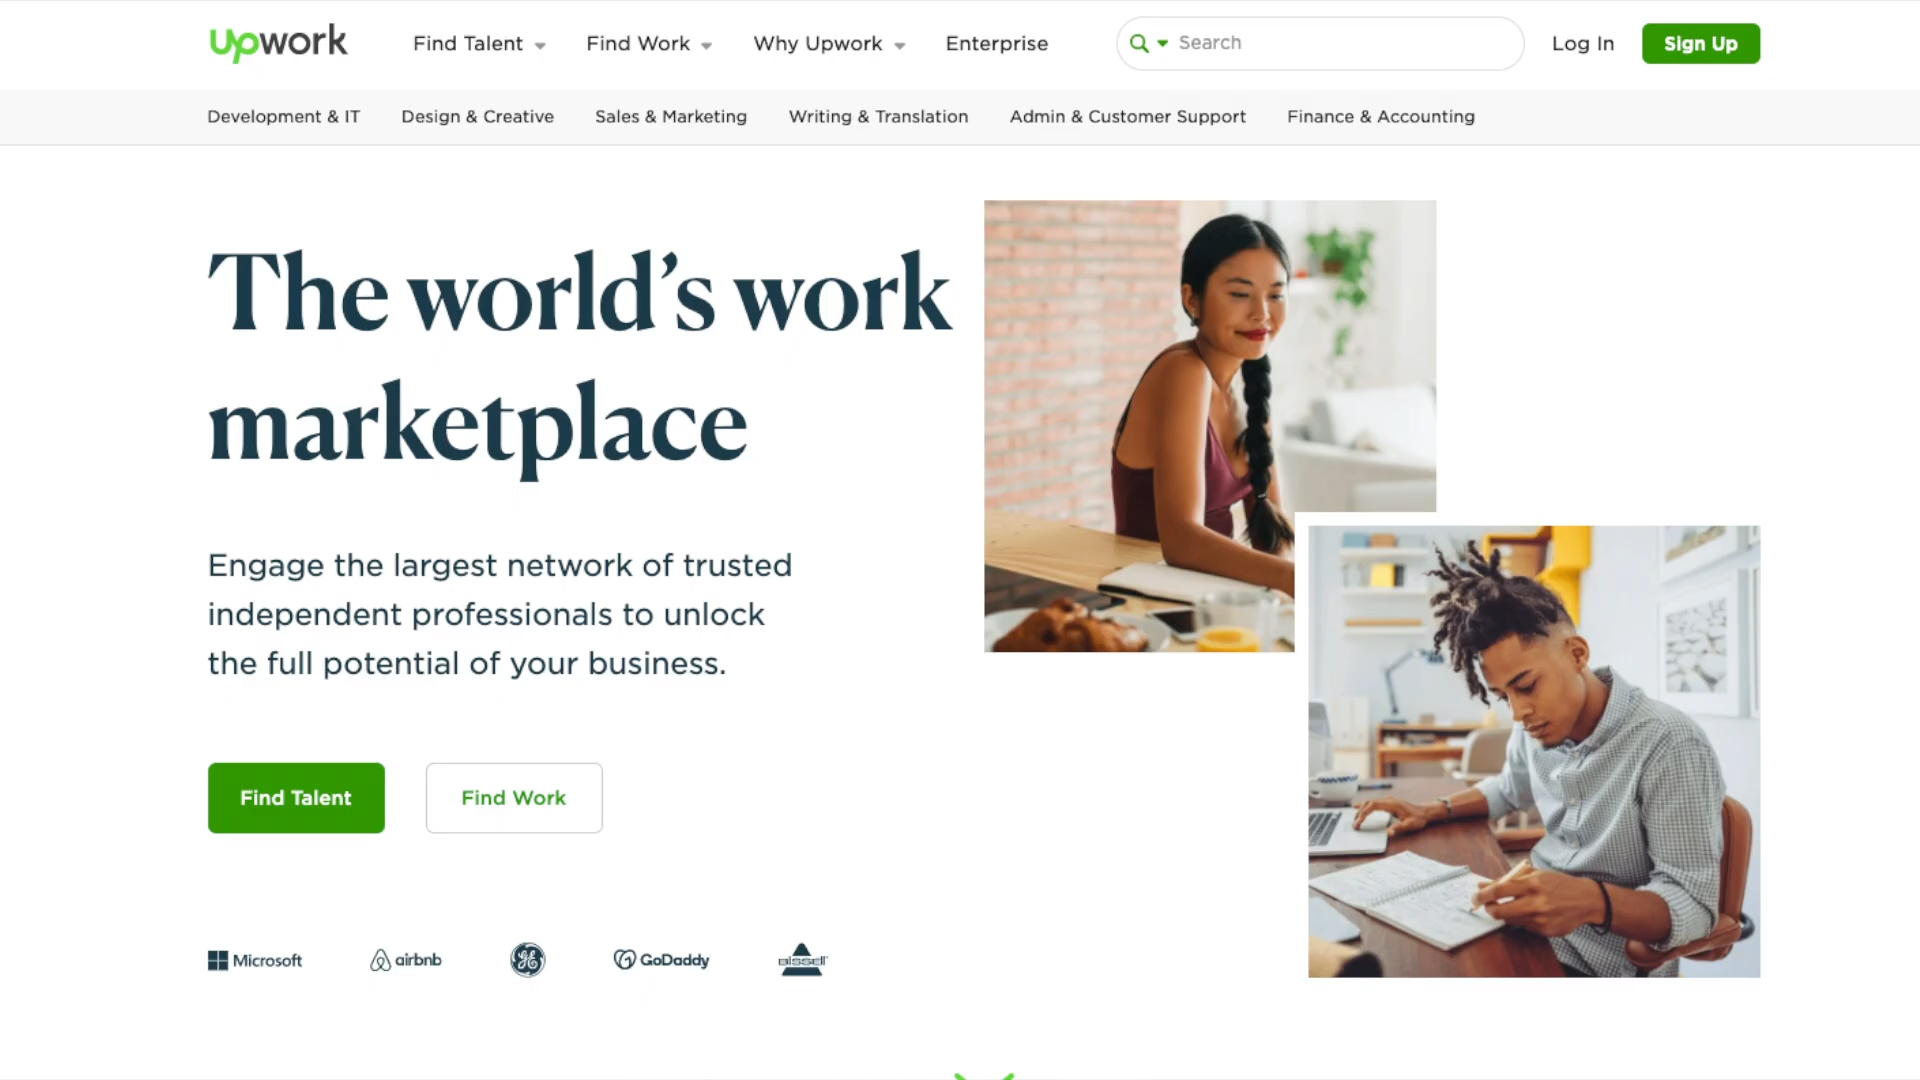 Upwork
Find Talent
Find Work
Why Upwork
Enterprise
Search
Log In
Sign Up
Development & IT
Design & Creative
Sales & Marketing
Writing & Translation
Admin & Customer Support
Finance & Accounting
The world’s work
marketplace
Engage the largest network of trusted
independent professionals to unlock
the full potential of your business.
Find Talent
Find Work
Microsoft
airbnb
GE
GoDaddy
BISSELL